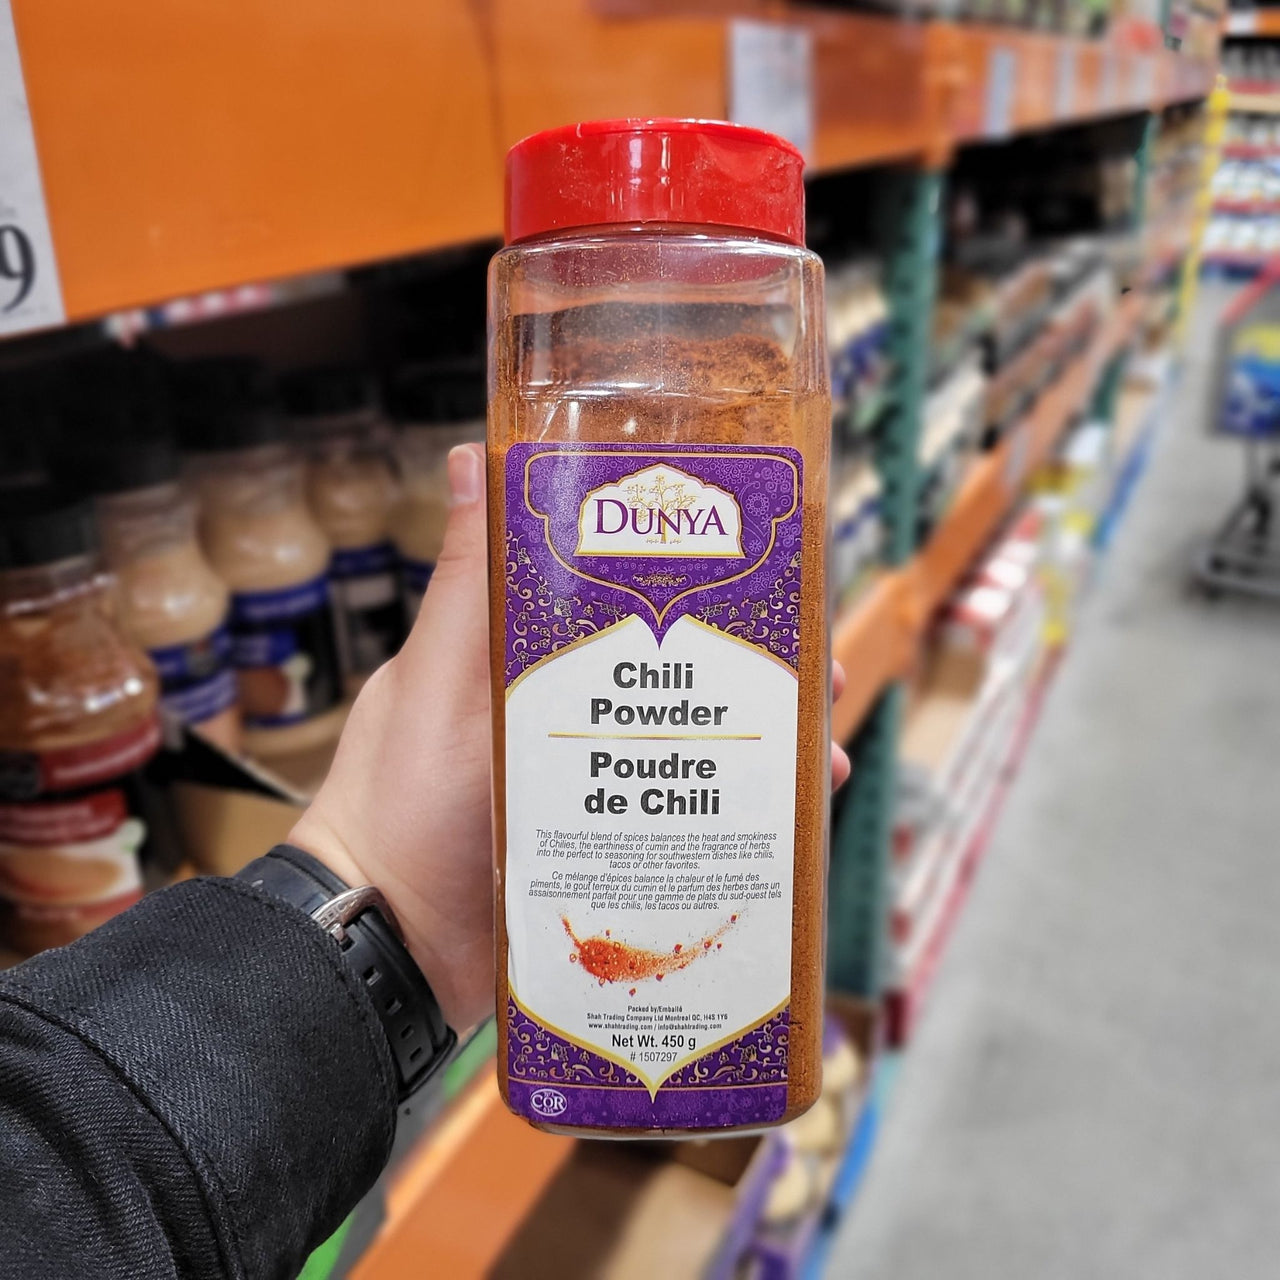 9
DUNYA
Chili
Powder
Poudre
de Chili
This flavourful blend of spices balances the heat and smokiness
of Chilies, the earthiness of cumin and the fragrance of herbs
into the perfect to seasoning for southwestern dishes like chilis,
tacos or other favorites.
Ce mélange d'épices balance la chaleur et le fumé des
piments, le goût terreux du cumin et le parfum des herbes dans un
assaisonnement parfait pour une gamme de plats du sud-ouest tels
que les chilis, les tacos ou autres.
Packed by/Emballé
Shah Trading Company Ltd Montreal QC, H4S 1Y6
www.shahtrading.com / info@shahtrading.com
Net Wt. 450 g
# 1507297
COR